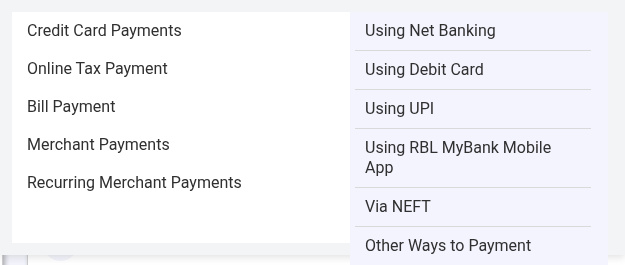 Credit Card Payments
Online Tax Payment
Bill Payment
Merchant Payments
Recurring Merchant Payments
Using Net Banking
Using Debit Card
Using UPI
Using RBL MyBank Mobile
App
Via NEFT
Other Ways to Payment